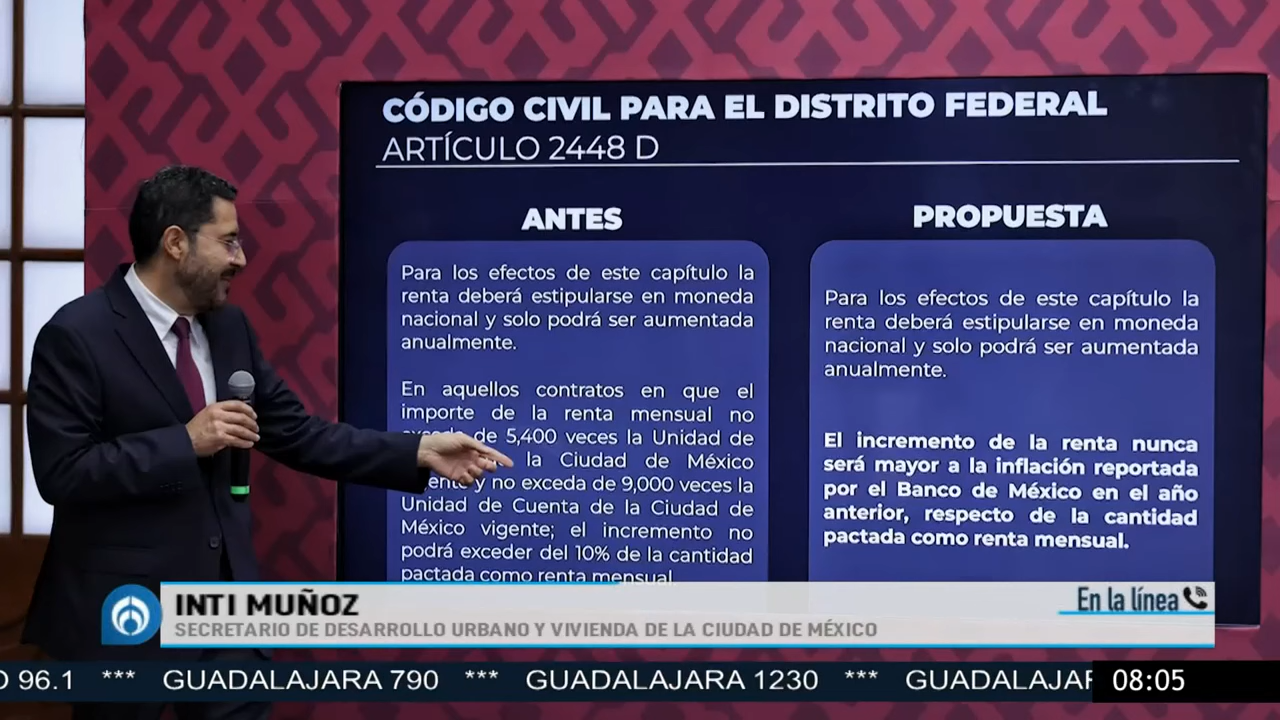 CÓDIGO CIVIL PARA EL DISTRITO FEDERAL
ARTÍCULO 2448 D
ANTES
Para los efectos de este capítulo la
renta deberá estipularse en moneda
nacional y solo podrá ser aumentada
anualmente.
En aquellos contratos en que el
importe de la renta mensual no
de 5,400 veces la Unidad de
la Ciudad de México
y no exceda de 9,000 veces la
Unidad de Cuenta de la Ciudad de
México vigente; el incremento no
podrá exceder del 10% de la cantidad
pactada como renta mensual
PROPUESTA
Para los efectos de este capítulo la
renta deberá estipularse en moneda
nacional y solo podrá ser aumentada
anualmente.
El incremento de la renta nunca
será mayor a la inflación reportada
por el Banco de México en el año
anterior, respecto de la cantidad
pactada como renta mensual.
INTI MUÑOZ
SECRETARIO DE DESARROLLO URBANO Y VIVIENDA DE LA CIUDAD DE MÉXICO
En la línea
96.1 *** GUADALAJARA 790 *** GUADALAJARA 1230 ***
08:05